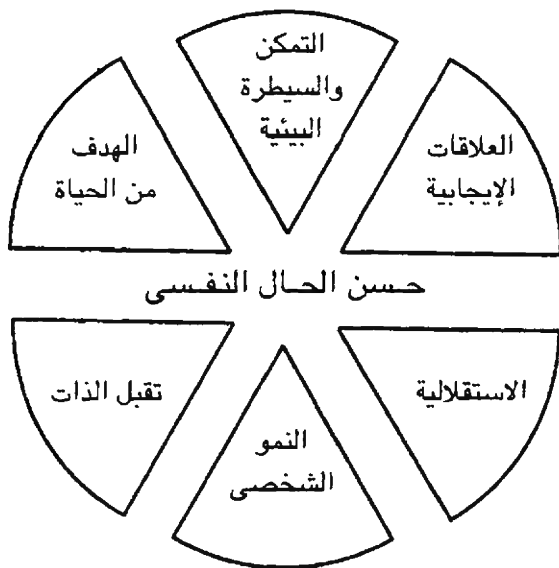 التمكن
والسيطرة
البيئية
العلاقات
الإيجابية
الهدف
من الحياة
حسن الحال النفسى
الاستقلالية
تقبل الذات
النمو
الشخصى